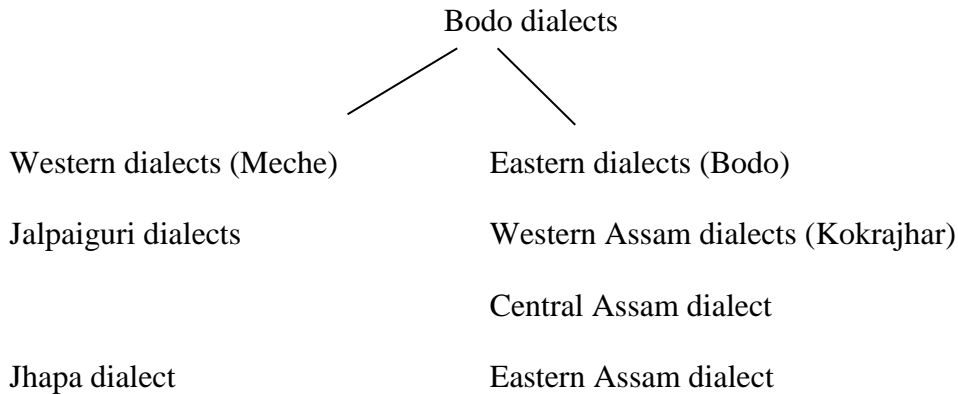 Bodo dialects
Western dialects (Meche) Eastern dialects (Bodo)
Jalpaiguri dialects Western Assam dialects (Kokrajhar)
Central Assam dialect
Jhapa dialect Eastern Assam dialect